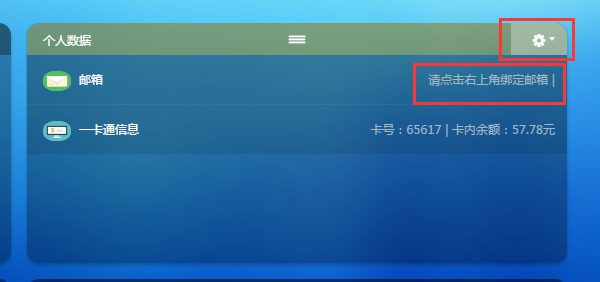 个人数据
邮箱 请点击右上角绑定邮箱 |
一卡通信息 卡号：65617 | 卡内余额：57.78元